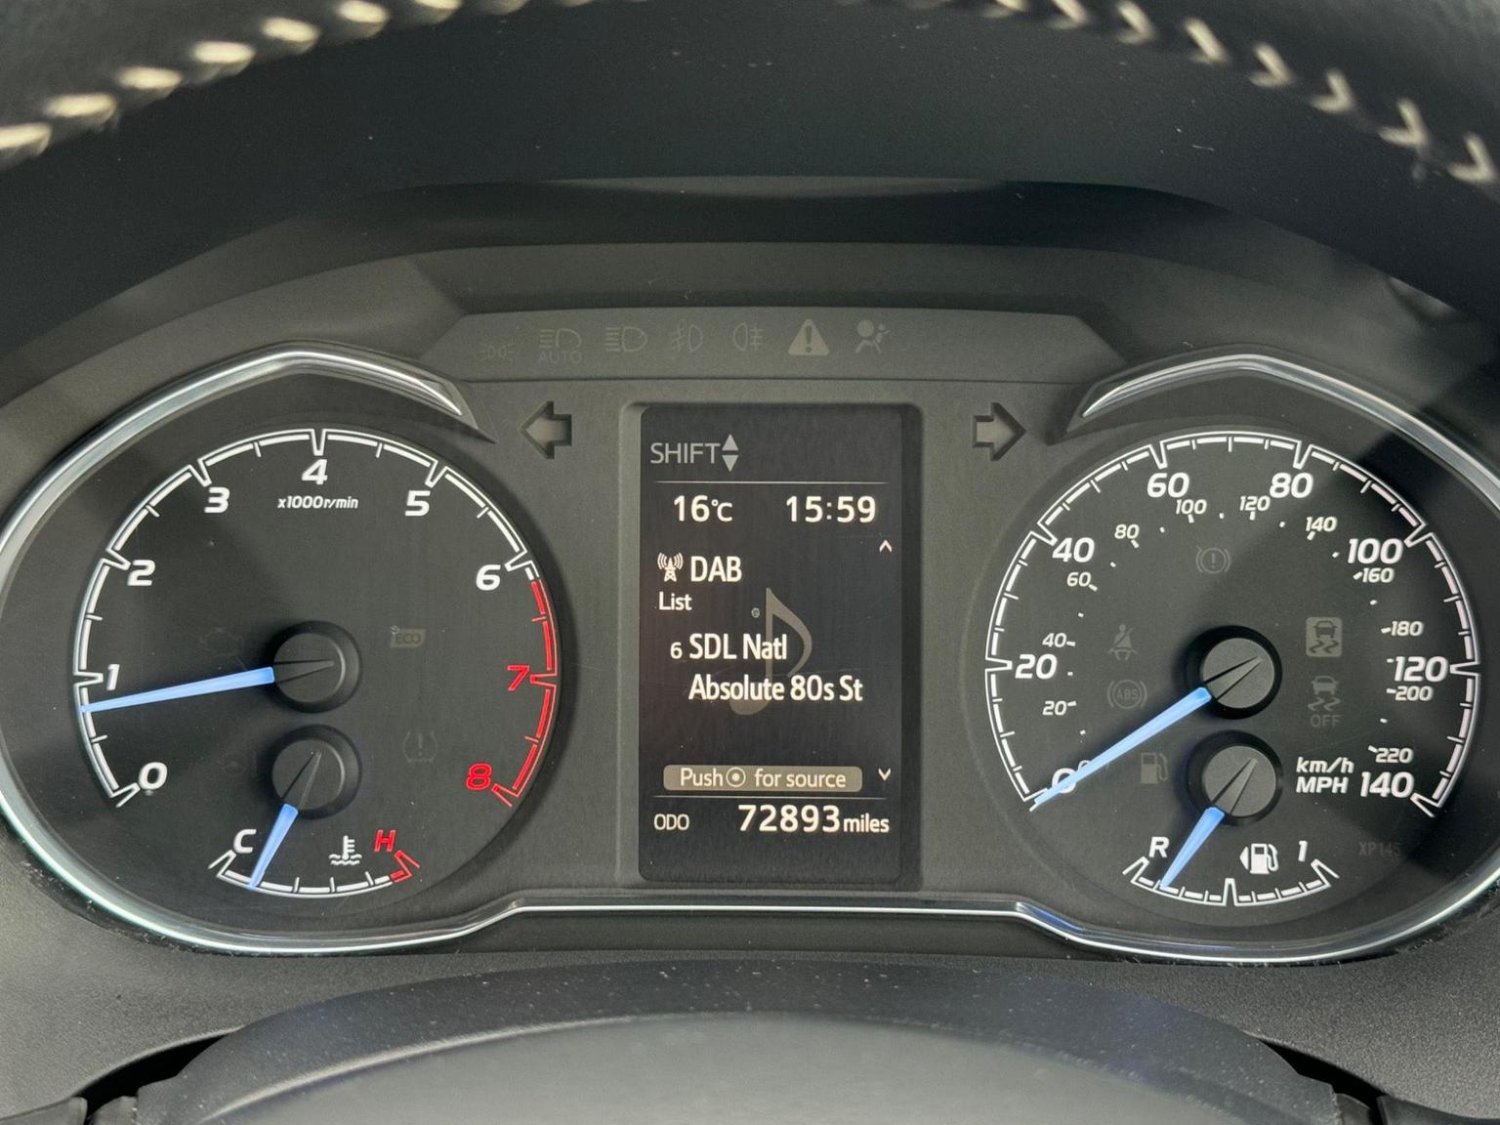 AUTO
SHIFT
16°C 15:59
DAB
List
6 SDL Natl
Absolute 80s St
Push for source
ODO 72893 miles
0
1
2
3
4
5
6
7
8
x1000r/min
ECO
C
H
20
40
60
80
100
120
140
20
40
60
80
100
120
140
160
180
200
220
km/h
MPH
ABS
OFF
R
1